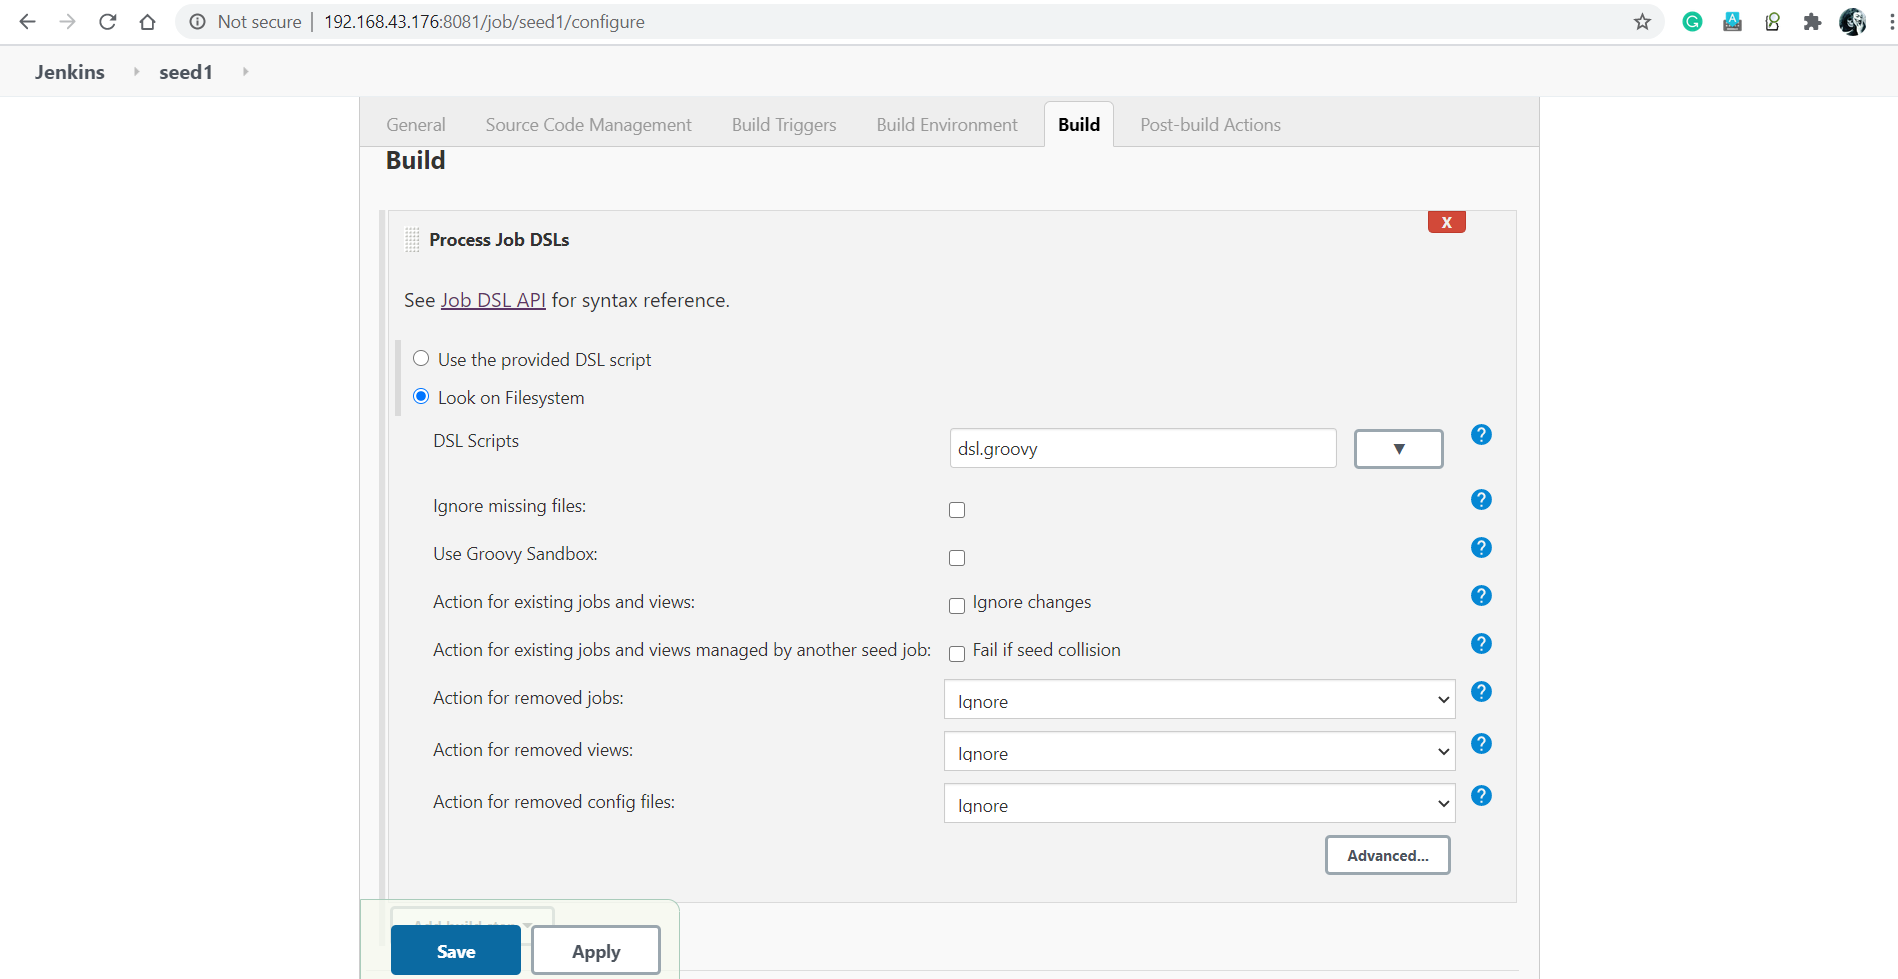 Not secure | 192.168.43.176:8081/job/seed1/configure
Jenkins seed1
General Source Code Management Build Triggers Build Environment Build Post-build Actions
Build
X
Process Job DSLs
See Job DSL API for syntax reference.
Use the provided DSL script
Look on Filesystem
DSL Scripts dsl.groovy ▼ ?
Ignore missing files: ?
Use Groovy Sandbox: ?
Action for existing jobs and views: Ignore changes ?
Action for existing jobs and views managed by another seed job: Fail if seed collision ?
Action for removed jobs: Ignore ?
Action for removed views: Ignore ?
Action for removed config files: Ignore ?
Advanced...
Add build step
Save Apply